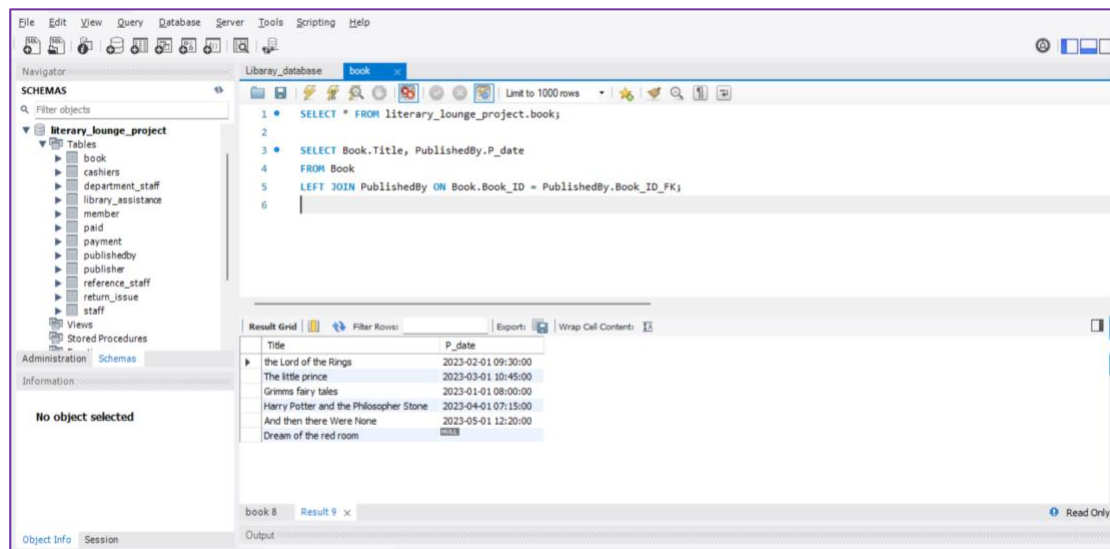 File Edit View Query Database Server Tools Scripting Help
Navigator
SCHEMAS
Filter objects
literary_lounge_project
Tables
book
cashiers
department_staff
library_assistance
member
paid
payment
publishedby
publisher
reference_staff
return_issue
staff
Views
Stored Procedures
Administration Schemas
Information
No object selected
Object Info Session
Libaray_database book
Limit to 1000 rows
1 SELECT * FROM literary_lounge_project.book;
2
3 SELECT Book.Title, PublishedBy.P_date
4 FROM Book
5 LEFT JOIN PublishedBy ON Book.Book_ID = PublishedBy.Book_ID_FK;
6
Result Grid Filter Rows: Export: Wrap Cell Content:
Title P_date
the Lord of the Rings 2023-02-01 09:30:00
The little prince 2023-03-01 10:45:00
Grimms fairy tales 2023-01-01 08:00:00
Harry Potter and the Philosopher Stone 2023-04-01 07:15:00
And then there Were None 2023-05-01 12:20:00
Dream of the red room NULL
book 8 Result 9 Read Only
Output